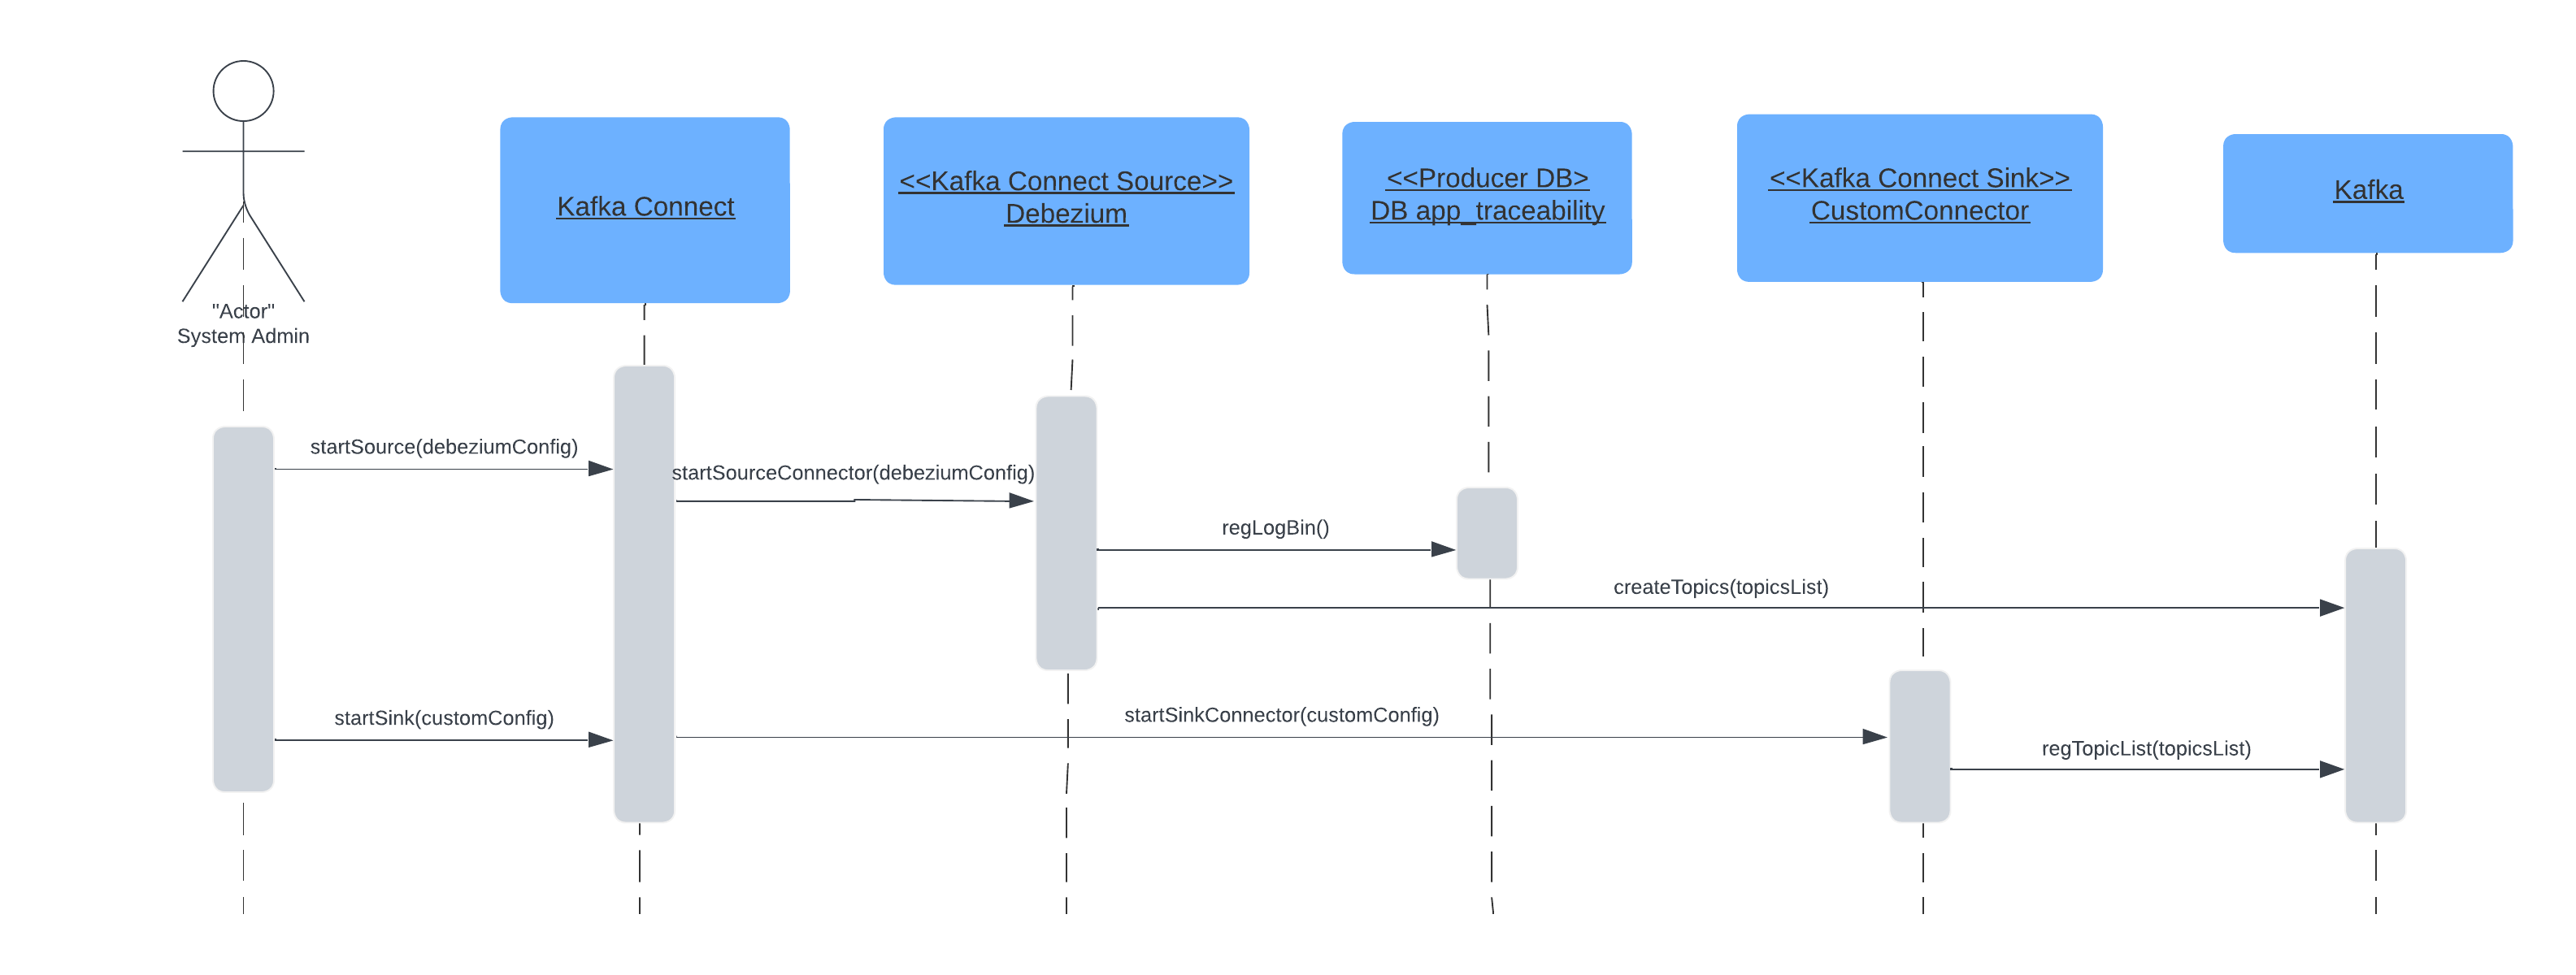 "Actor"
System Admin
Kafka Connect
<<Kafka Connect Source>>
Debezium
<<Producer DB>
DB app_traceability
<<Kafka Connect Sink>>
CustomConnector
Kafka
startSource(debeziumConfig)
startSourceConnector(debeziumConfig)
regLogBin()
createTopics(topicsList)
startSink(customConfig)
startSinkConnector(customConfig)
regTopicList(topicsList)